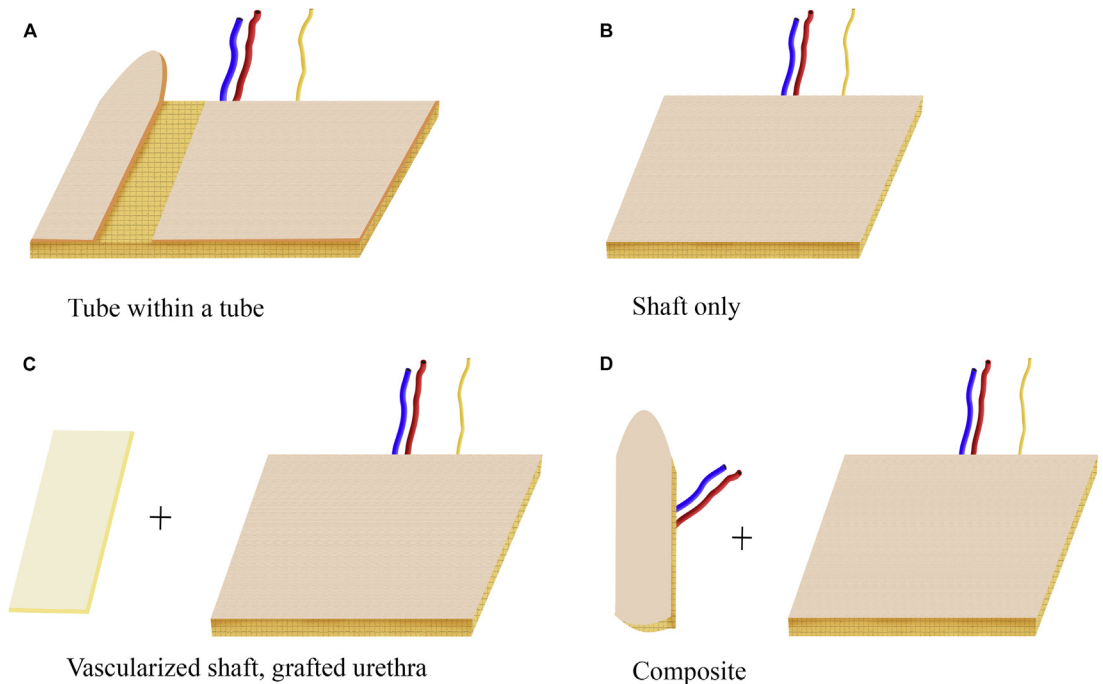 A
B
Tube within a tube
Shaft only
C
D
+
+
Vascularized shaft, grafted urethra
Composite